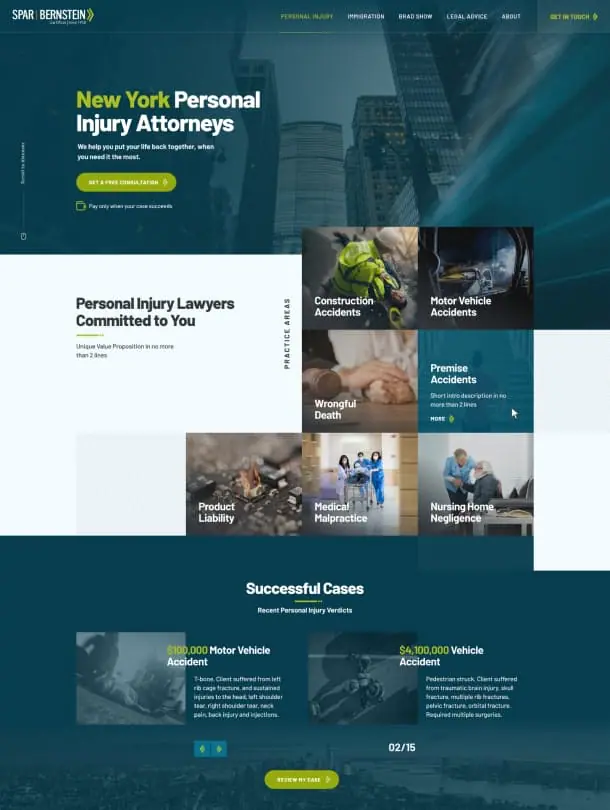 SPAR | BERNSTEIN
PERSONAL INJURY
IMMIGRATION
BRAD SHOW
LEGAL ADVICE
ABOUT
GET IN TOUCH
New York Personal
Injury Attorneys
We help you put your life back together, when
you need it the most.
Scroll to discover
GET A FREE CONSULTATION
Pay only when your case succeeds
Personal Injury Lawyers
Committed to You
Unique Value Proposition in no more
than 2 lines
PRACTICE AREAS
Construction
Accidents
Motor Vehicle
Accidents
Wrongful
Death
Premise
Accidents
Short intro description in no
more than 2 lines
MORE
Product
Liability
Medical
Malpractice
Nursing Home
Negligence
Successful Cases
Recent Personal Injury Verdicts
$100,000 Motor Vehicle
Accident
T-bone. Client suffered from left
rib cage fracture, and sustained
injuries to the head, left shoulder
tear, right shoulder tear, neck
pain, back injury and injections.
$4,100,000 Vehicle
Accident
Pedestrian struck. Client suffered
from traumatic brain injury, skull
fracture, multiple rib fractures,
pelvic fracture, orbital fracture.
Required multiple surgeries.
02/15
REVIEW MY CASE